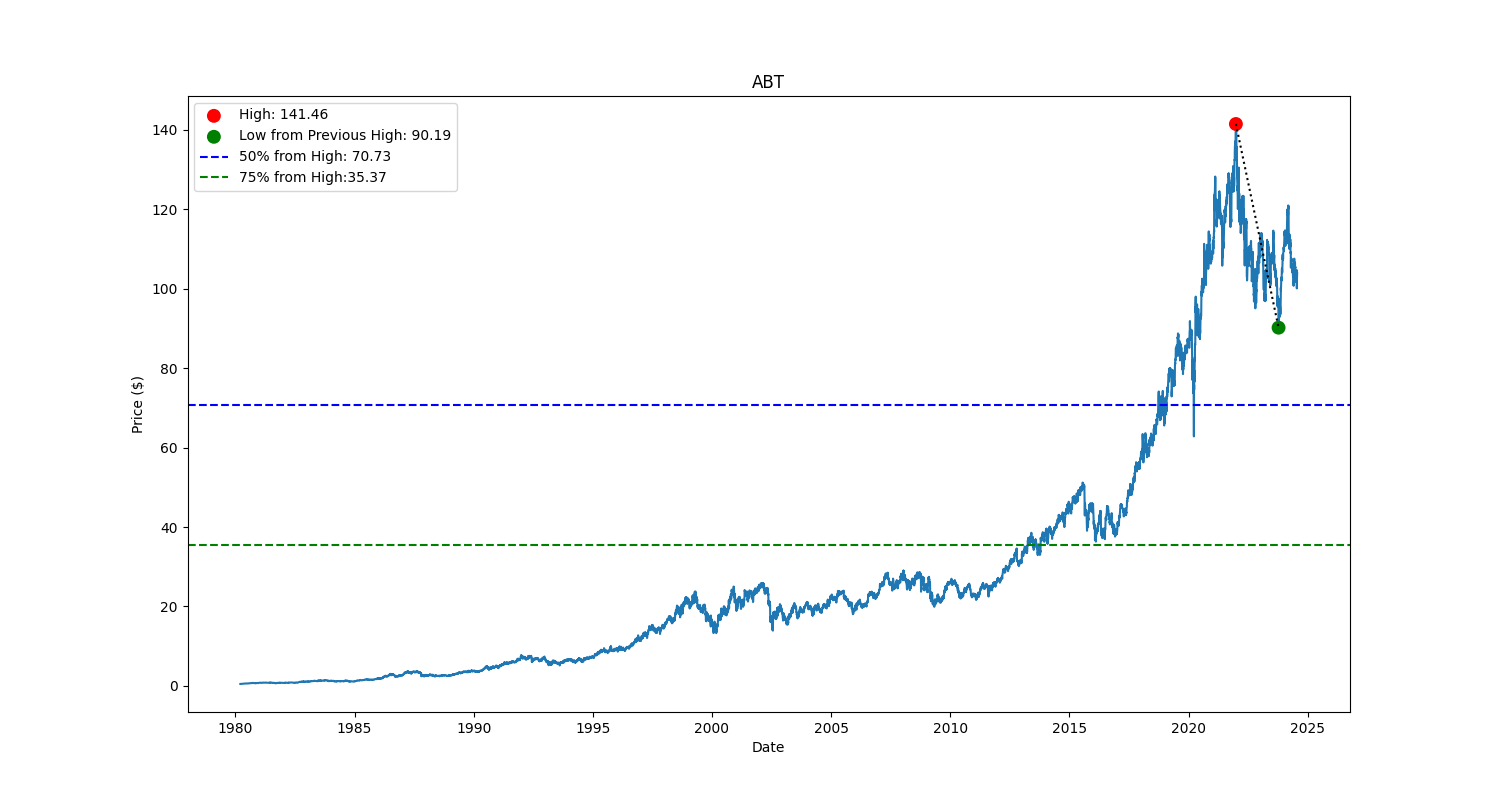 ABT
High: 141.46
Low from Previous High: 90.19
50% from High: 70.73
75% from High:35.37
Price ($)
140
120
100
80
60
40
20
0
1980 1985 1990 1995 2000 2005 2010 2015 2020 2025
Date